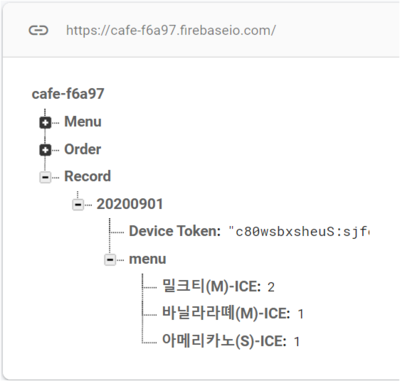 https://cafe-f6a97.firebaseio.com/
cafe-f6a97
Menu
Order
Record
20200901
Device Token: "c80wsbxsheuS:sjf
menu
밀크티(M)-ICE: 2
바닐라라떼(M)-ICE: 1
아메리카노(S)-ICE: 1